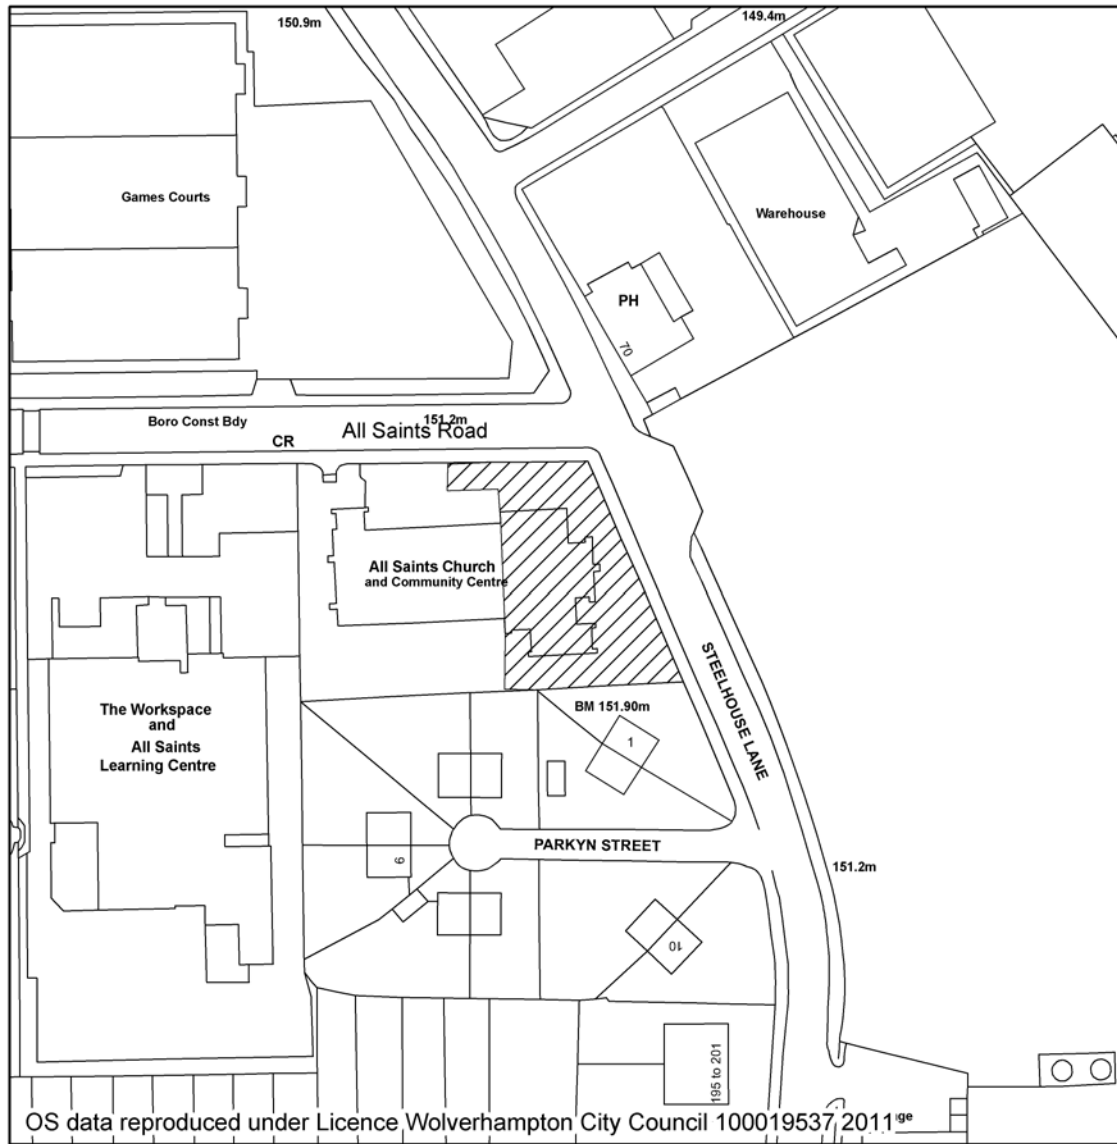 150.9m
149.4m
Games Courts
Warehouse
PH
70
Boro Const Bdy
151.2m
All Saints Road
CR
All Saints Church
and Community Centre
STEELHOUSE LANE
The Workspace
and
All Saints
Learning Centre
BM 151.90m
1
PARKYN STREET
6
151.2m
10
195 to 201
OS data reproduced under Licence Wolverhampton City Council 100019537 2011